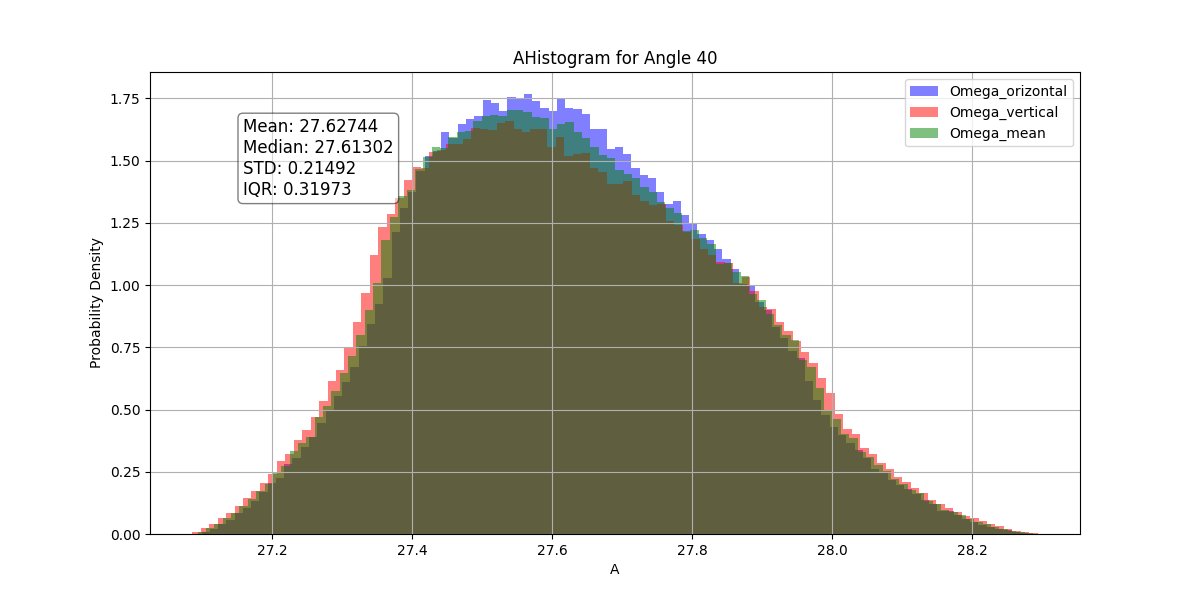 AHistogram for Angle 40
Omega_orizontal
Omega_vertical
Omega_mean
Mean: 27.62744
Median: 27.61302
STD: 0.21492
IQR: 0.31973
Probability Density
1.75
1.50
1.25
1.00
0.75
0.50
0.25
0.00
27.2 27.4 27.6 27.8 28.0 28.2
A